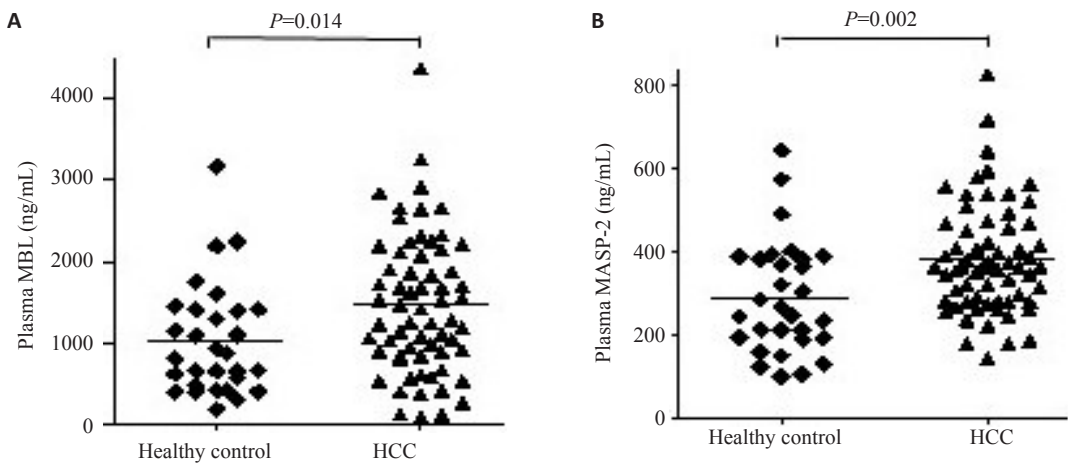 A
P=0.014
Plasma MBL (ng/mL)
4000
3000
2000
1000
0
Healthy control
HCC
B
P=0.002
Plasma MASP-2 (ng/mL)
800
600
400
200
0
Healthy control
HCC